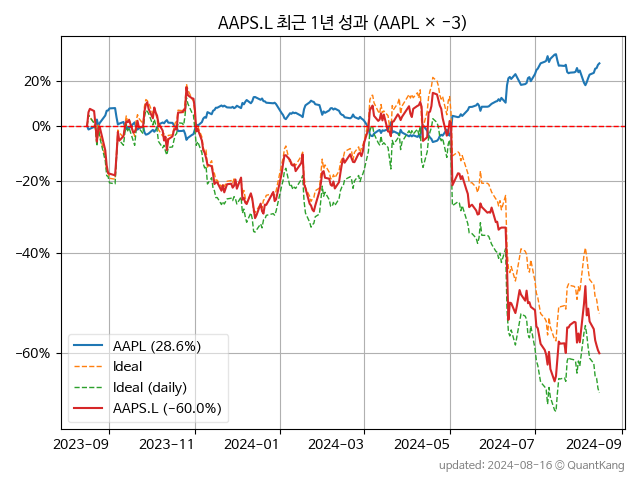 AAPS.L 최근 1년 성과 (AAPL × −3)
20%
0%
−20%
−40%
−60%
AAPL (28.6%)
Ideal
Ideal (daily)
AAPS.L (−60.0%)
2023-09
2023-11
2024-01
2024-03
2024-05
2024-07
2024-09
updated: 2024-08-16 © QuantKang